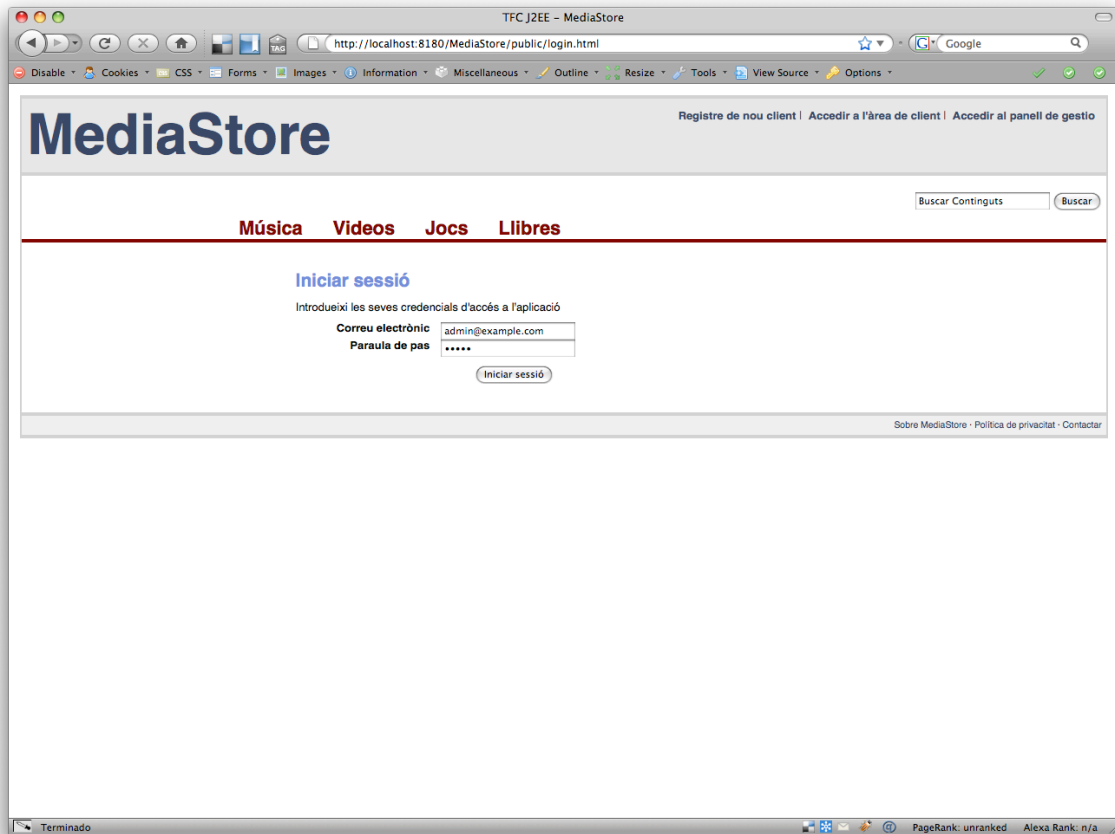 TFC J2EE – MediaStore
TAG
http://localhost:8180/MediaStore/public/login.html
G
Google
Disable Cookies CSS Forms Images Information Miscellaneous Outline Resize Tools View Source Options
MediaStore
Registre de nou client | Accedir a l'àrea de client | Accedir al panell de gestio
Buscar Continguts Buscar
Música Videos Jocs Llibres
Iniciar sessió
Introdueixi les seves credencials d'accés a l'aplicació
Correu electrònic admin@example.com
Paraula de pas •••••
Iniciar sessió
Sobre MediaStore · Política de privacitat · Contactar
Terminado
PageRank: unranked Alexa Rank: n/a